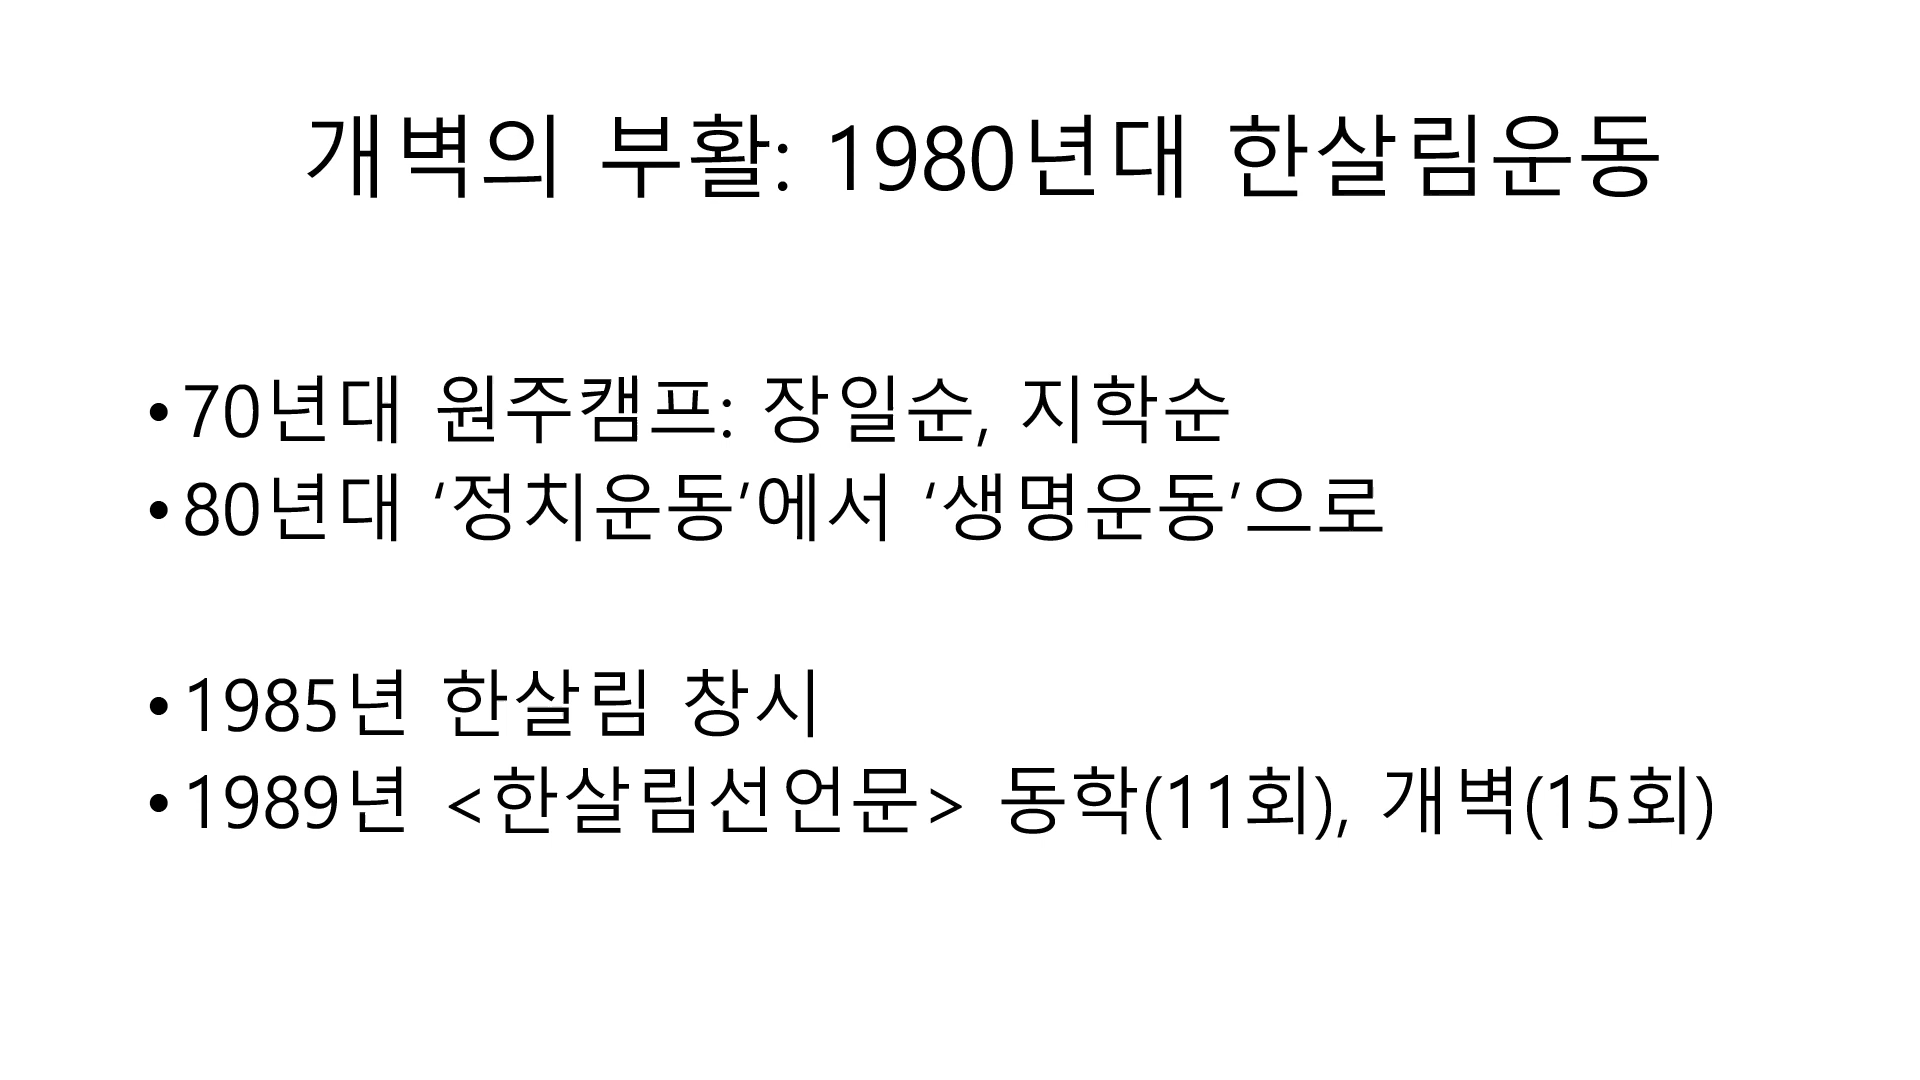 개벽의 부활: 1980년대 한살림운동
• 70년대 원주캠프: 장일순, 지학순
• 80년대 ‘정치운동’에서 ‘생명운동’으로
• 1985년 한살림 창시
• 1989년 <한살림선언문> 동학(11회), 개벽(15회)